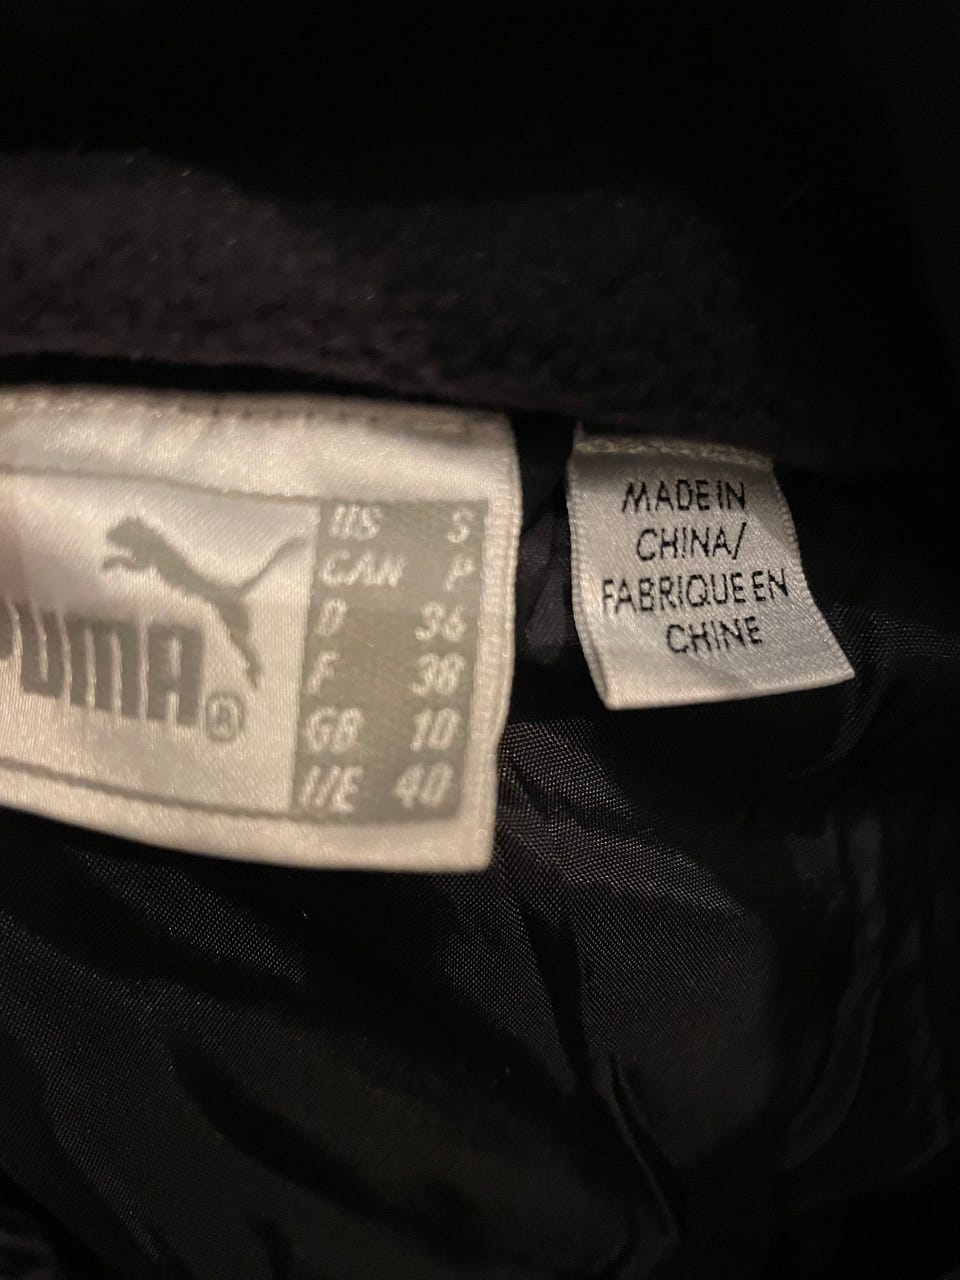 PUMA®
US S
CAN P
D 36
F 38
GB 10
I/E 40
MADE IN
CHINA/
FABRIQUE EN
CHINE